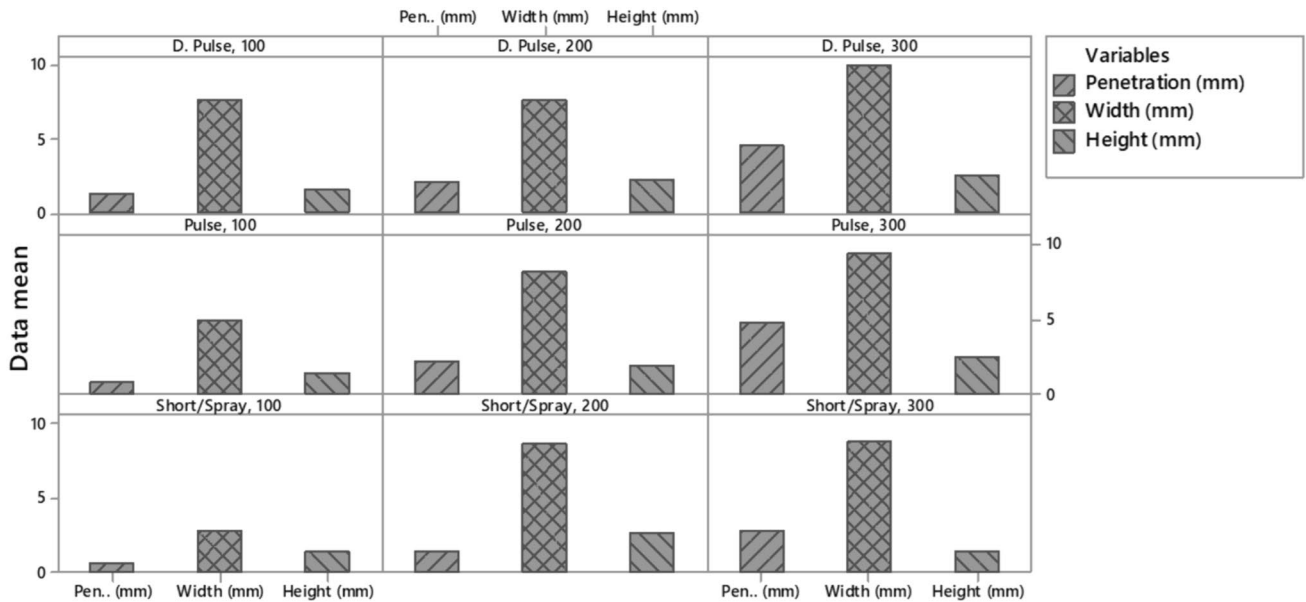 Pen.. (mm) Width (mm) Height (mm)
D. Pulse, 100 D. Pulse, 200 D. Pulse, 300
Variables
Penetration (mm)
Width (mm)
Height (mm)
10
5
0
Pulse, 100 Pulse, 200 Pulse, 300
10
5
0
Data mean
Short/Spray, 100 Short/Spray, 200 Short/Spray, 300
10
5
0
Pen.. (mm) Width (mm) Height (mm) Pen.. (mm) Width (mm) Height (mm)